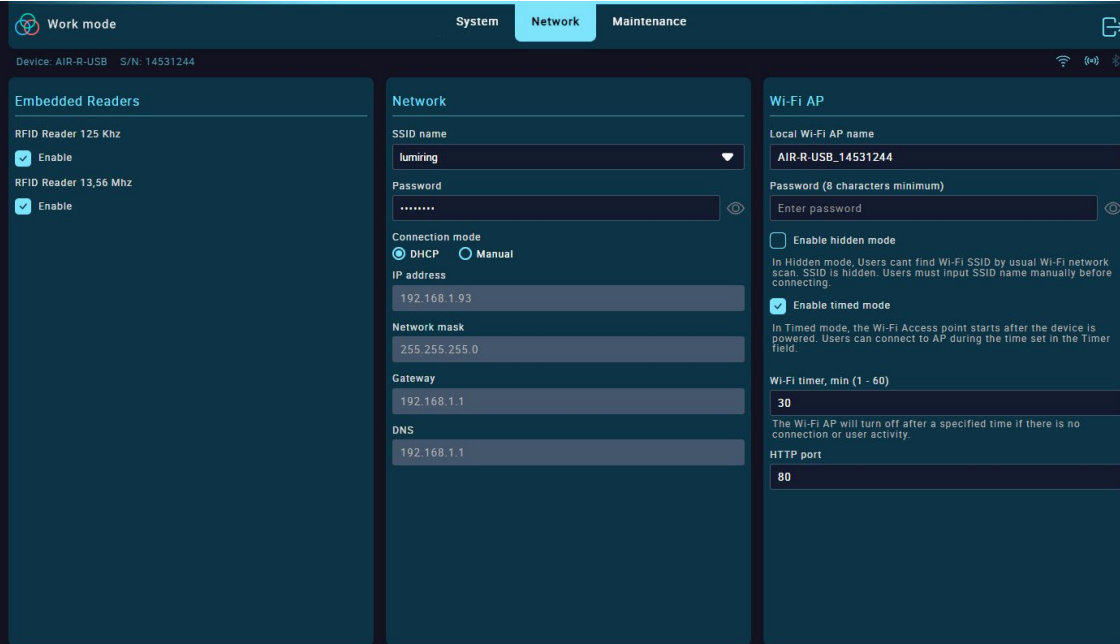 Work mode
System
Network
Maintenance
Device: AIR-R-USB S/N: 14531244
Embedded Readers
RFID Reader 125 Khz
Enable
RFID Reader 13,56 Mhz
Enable
Network
SSID name
lumiring
Password
••••••••
Connection mode
DHCP Manual
IP address
192.168.1.93
Network mask
255.255.255.0
Gateway
192.168.1.1
DNS
192.168.1.1
Wi-Fi AP
Local Wi-Fi AP name
AIR-R-USB_14531244
Password (8 characters minimum)
Enter password
Enable hidden mode
In Hidden mode, Users cant find Wi-Fi SSID by usual Wi-Fi network
scan. SSID is hidden. Users must input SSID name manually before
connecting.
Enable timed mode
In Timed mode, the Wi-Fi Access point starts after the device is
powered. Users can connect to AP during the time set in the Timer
field.
Wi-Fi timer, min (1 - 60)
30
The Wi-Fi AP will turn off after a specified time if there is no
connection or user activity.
HTTP port
80